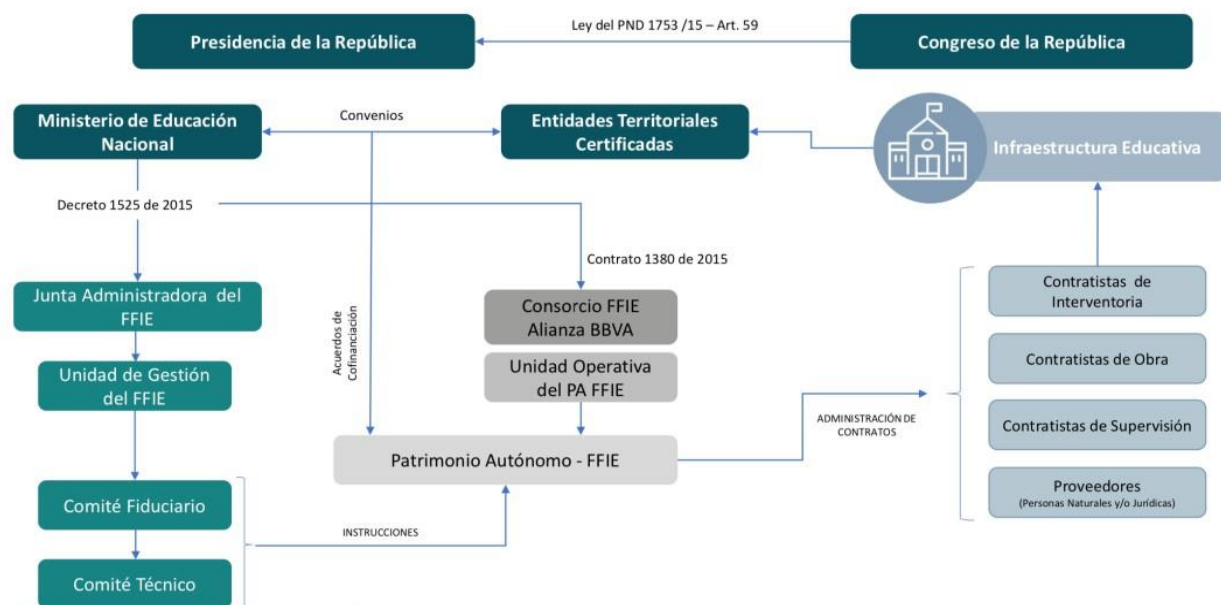 Presidencia de la República
Ley del PND 1753 /15 – Art. 59
Congreso de la República
Ministerio de Educación
Nacional
Convenios
Entidades Territoriales
Certificadas
Infraestructura Educativa
Decreto 1525 de 2015
Contrato 1380 de 2015
Junta Administradora del
FFIE
Unidad de Gestión
del FFIE
Acuerdos de
Cofinanciación
Consorcio FFIE
Alianza BBVA
Unidad Operativa
del PA FFIE
Patrimonio Autónomo - FFIE
ADMINISTRACIÓN DE
CONTRATOS
Contratistas de
Interventoria
Contratistas de Obra
Contratistas de Supervisión
Proveedores
(Personas Naturales y/o Jurídicas)
Comité Fiduciario
INSTRUCCIONES
Comité Técnico